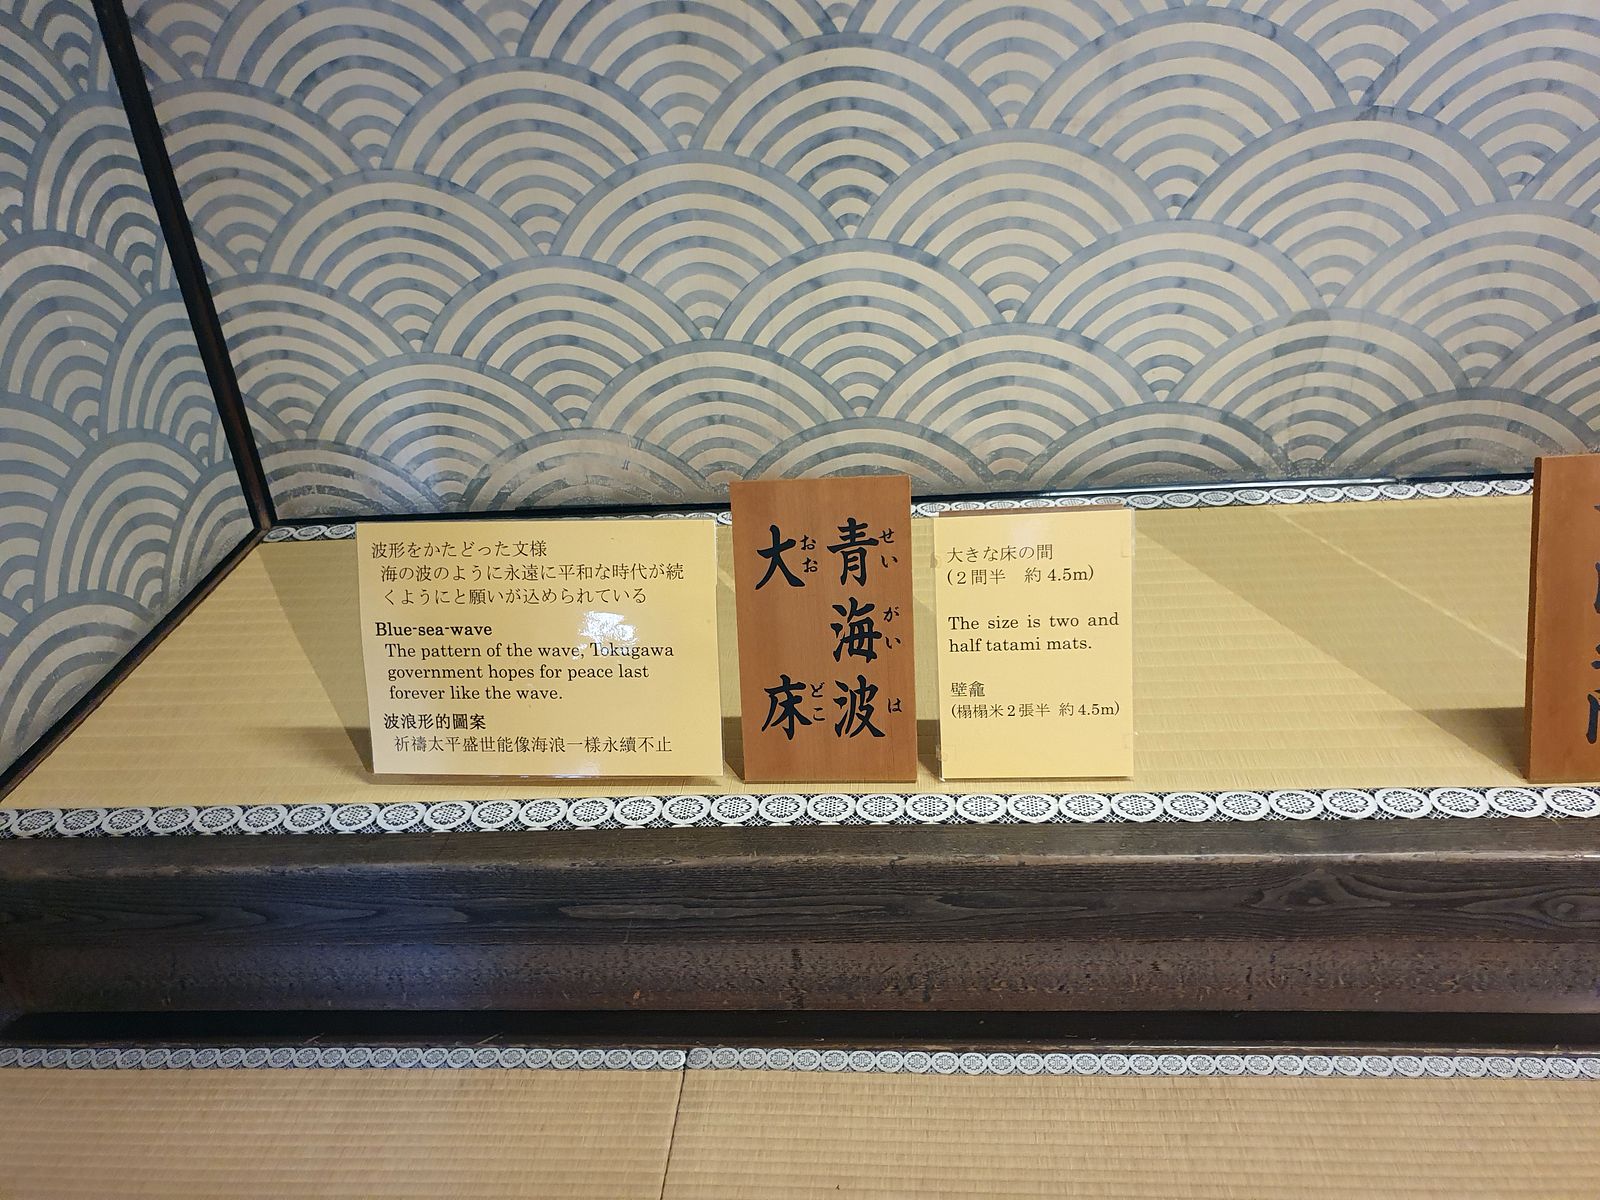 波形をかたどった文様
海の波のように永遠に平和な時代が続
くようにと願いが込められている
Blue-sea-wave
The pattern of the wave, Tokugawa
government hopes for peace last
forever like the wave.
波浪形的圖案
祈禱太平盛世能像海浪一樣永續不止
青海波
せいがいは
大床
おおどこ
大きな床の間
(2間半 約4.5m)
The size is two and
half tatami mats.
壁龕
(榻榻米2張半 約4.5m)